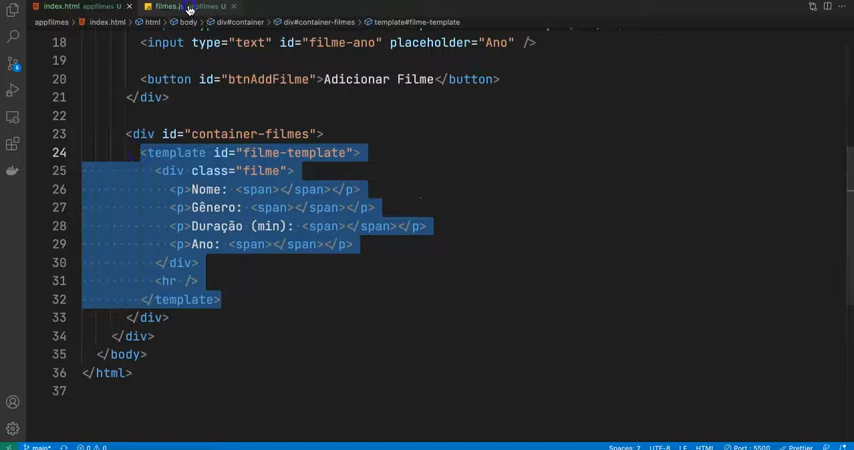 index.html appfilmes U filmes.js appfilmes U
appfilmes > index.html > html > body > div#container > div#container-filmes > template#filme-template
18 <input type="text" id="filme-ano" placeholder="Ano" />
19
20 <button id="btnAddFilme">Adicionar Filme</button>
21 </div>
22
23 <div id="container-filmes">
24 <template id="filme-template">
25 <div class="filme">
26 <p>Nome: <span></span></p>
27 <p>Gênero: <span></span></p>
28 <p>Duração (min): <span></span></p>
29 <p>Ano: <span></span></p>
30 </div>
31 <hr />
32 </template>
33 </div>
34 </div>
35 </body>
36 </html>
37
main* 0 0 Spaces: 2 UTF-8 LF HTML Port : 5500 Prettier